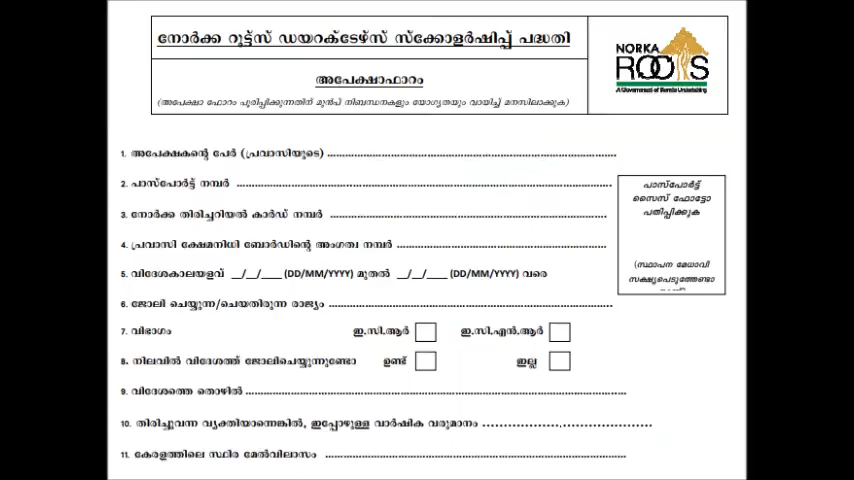 നോർക്ക റൂട്ട്സ് ഡയറക്ടേഴ്സ് സ്ക്കോളർഷിപ്പ് പദ്ധതി
അപേക്ഷാഫാറം
(അപേക്ഷാ ഫോറം പൂരിപ്പിക്കുന്നതിന് മുൻപ് നിബന്ധനകളും യോഗ്യതയും വായിച്ച് മനസിലാക്കുക)
NORKA
ROOTS
A Government of Kerala Undertaking
1. അപേക്ഷകന്റെ പേര് (പ്രവാസിയുടെ) ..........
2. പാസ്പോർട്ട് നമ്പർ ..........
3. നോർക്ക തിരിച്ചറിയൽ കാർഡ് നമ്പർ ..........
4. പ്രവാസി ക്ഷേമനിധി ബോർഡിന്റെ അംഗത്വ നമ്പർ ..........
പാസ്പോർട്ട്
സൈസ് ഫോട്ടോ
പതിപ്പിക്കുക
(സ്ഥാപന മേധാവി
സക്ഷ്യപെടുത്തേണ്ടാ
5. വിദേശകാലയളവ് __/__/____ (DD/MM/YYYY) മുതൽ __/__/____ (DD/MM/YYYY) വരെ
6. ജോലി ചെയ്യുന്ന/ചെയതിരുന്ന രാജ്യം ..........
7. വിഭാഗം ഇ.സി.ആർ ഇ.സി.എൻ.ആർ
8. നിലവിൽ വിദേശത്ത് ജോലിചെയ്യുന്നുണ്ടോ ഉണ്ട് ഇല്ല
9. വിദേശത്തെ തൊഴിൽ ..........
10. തിരിച്ചുവന്ന വ്യക്തിയാന്നെങ്കിൽ, ഇപ്പോഴുള്ള വാർഷിക വരുമാനം ..........
11. കേരളത്തിലെ സ്ഥിര മേൽവിലാസം ..........